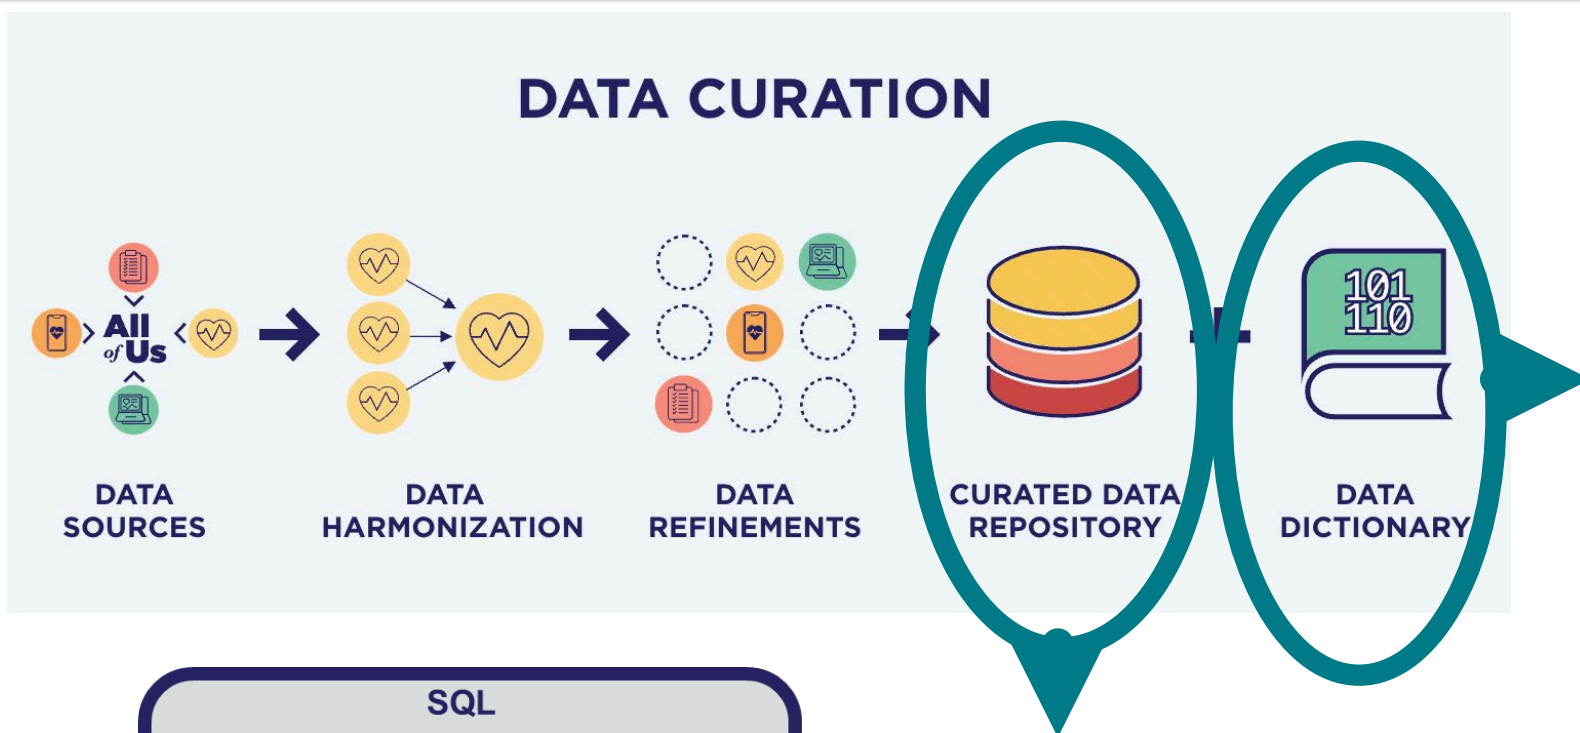 DATA CURATION
All
of Us
101
110
DATA
SOURCES
DATA
HARMONIZATION
DATA
REFINEMENTS
CURATED DATA
REPOSITORY
DATA
DICTIONARY
SQL